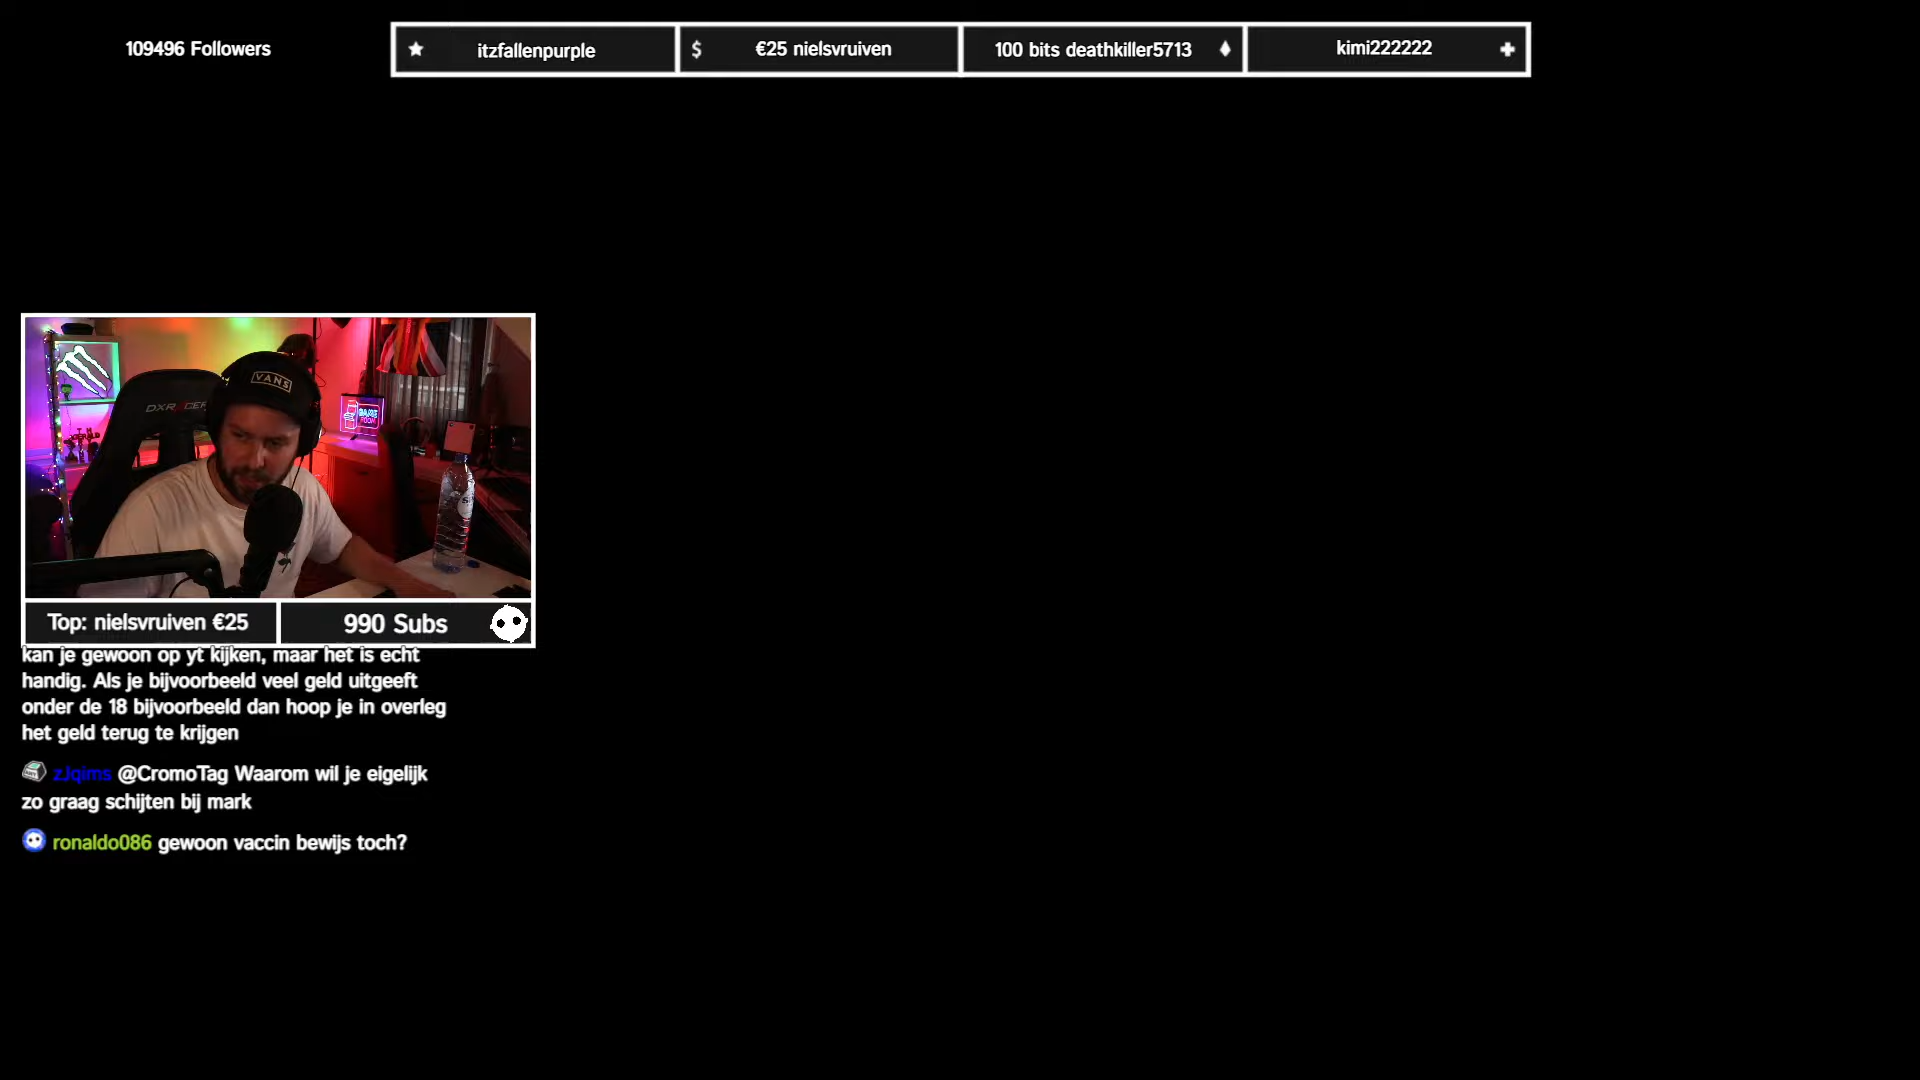 109496 Followers
itzfallenpurple
$ €25 nielsvruiven
100 bits deathkiller5713
kimi222222
VANS
DXRACER
GAME
ROOM
Top: nielsvruiven €25
990 Subs
kan je gewoon op yt kijken, maar het is echt
handig. Als je bijvoorbeeld veel geld uitgeeft
onder de 18 bijvoorbeeld dan hoop je in overleg
het geld terug te krijgen
zJqims @CromoTag Waarom wil je eigelijk
zo graag schijten bij mark
ronaldo086 gewoon vaccin bewijs toch?